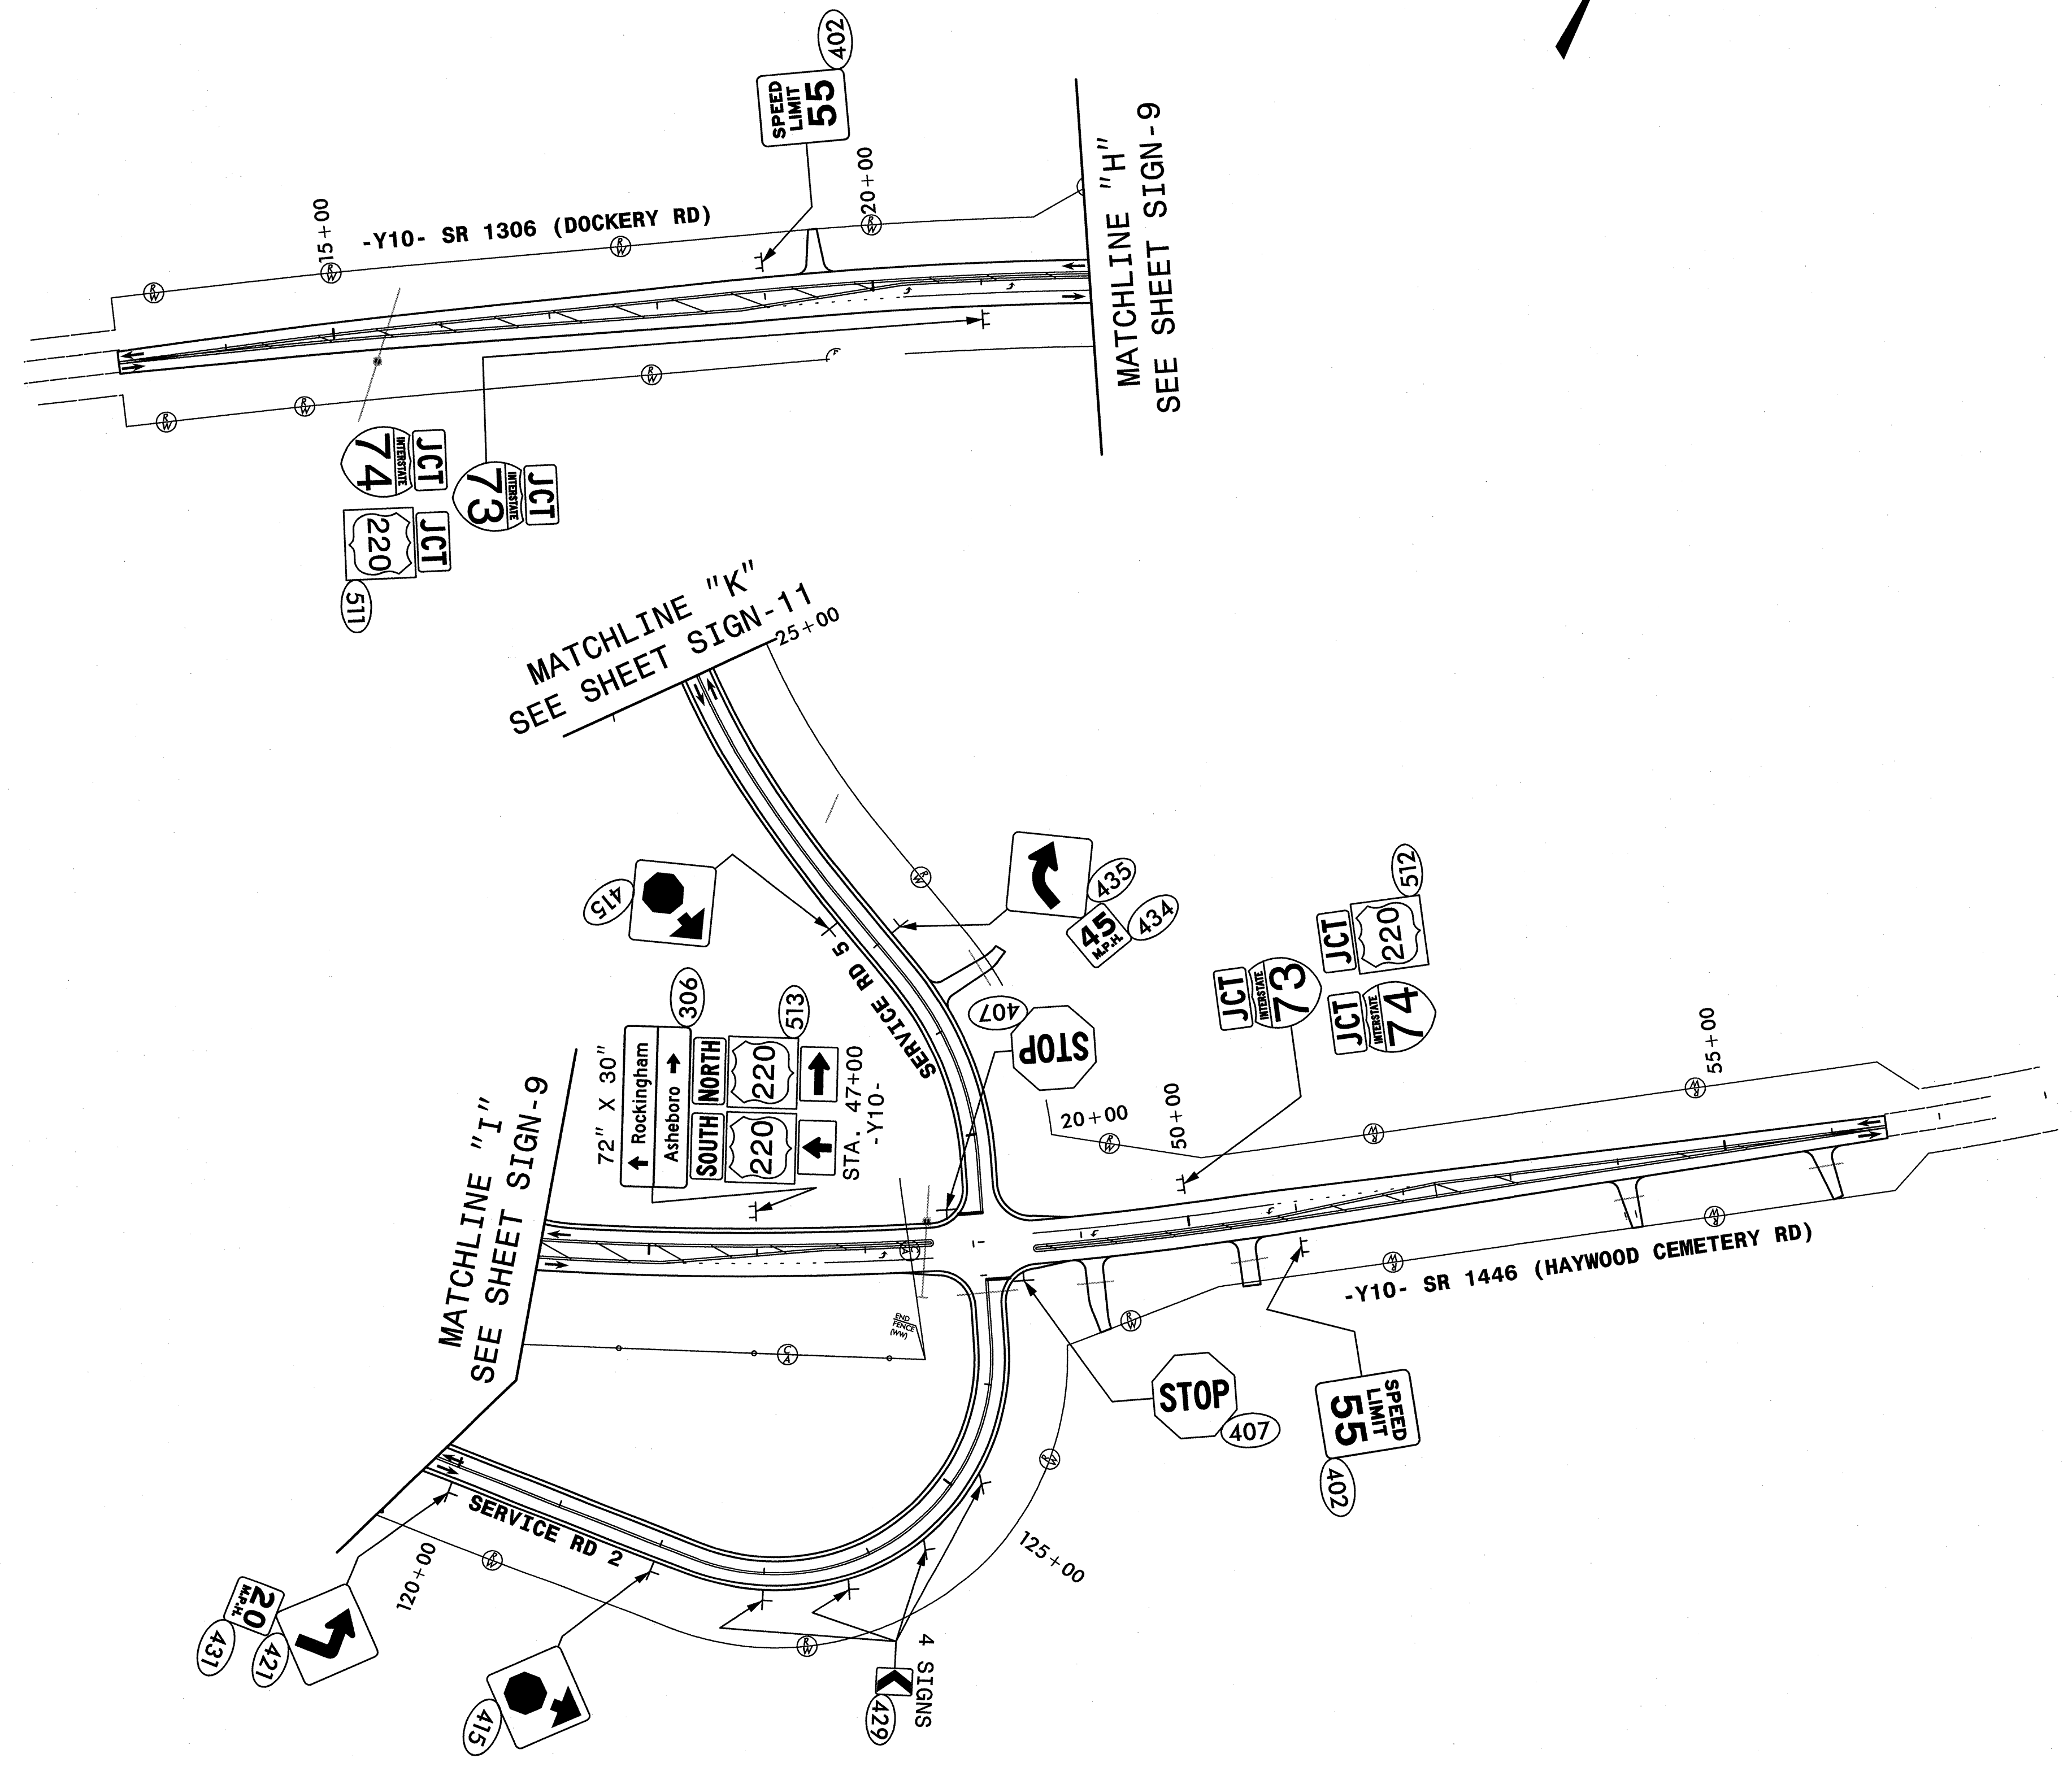 402
SPEED
LIMIT
55
20+00
15+00
-Y10- SR 1306 (DOCKERY RD)
MATCHLINE "H"
SEE SHEET SIGN-9
R/W
R/W
R/W
R/W
R/W
R/W
R/W
F
JCT
INTERSTATE
74
JCT
220
511
JCT
INTERSTATE
73
MATCHLINE "K"
SEE SHEET SIGN-11
25+00
415
435
45
M.P.H.
434
R/W
SERVICE RD 5
407
STOP
512
JCT
220
JCT
INTERSTATE
73
JCT
INTERSTATE
74
306
72" X 30"
Rockingham
Asheboro
513
NORTH
220
SOUTH
220
STA. 47+00
-Y10-
MATCHLINE "I"
SEE SHEET SIGN-9
20+00
50+00
55+00
R/W
R/W
R/W
R/W
R/W
R/W
-Y10- SR 1446 (HAYWOOD CEMETERY RD)
C/A
END
FENCE
(WW)
C/A
STOP
407
SPEED
LIMIT
55
402
R/W
125+00
SERVICE RD 2
120+00
R/W
R/W
20
M.P.H.
431
421
415
4 SIGNS
429